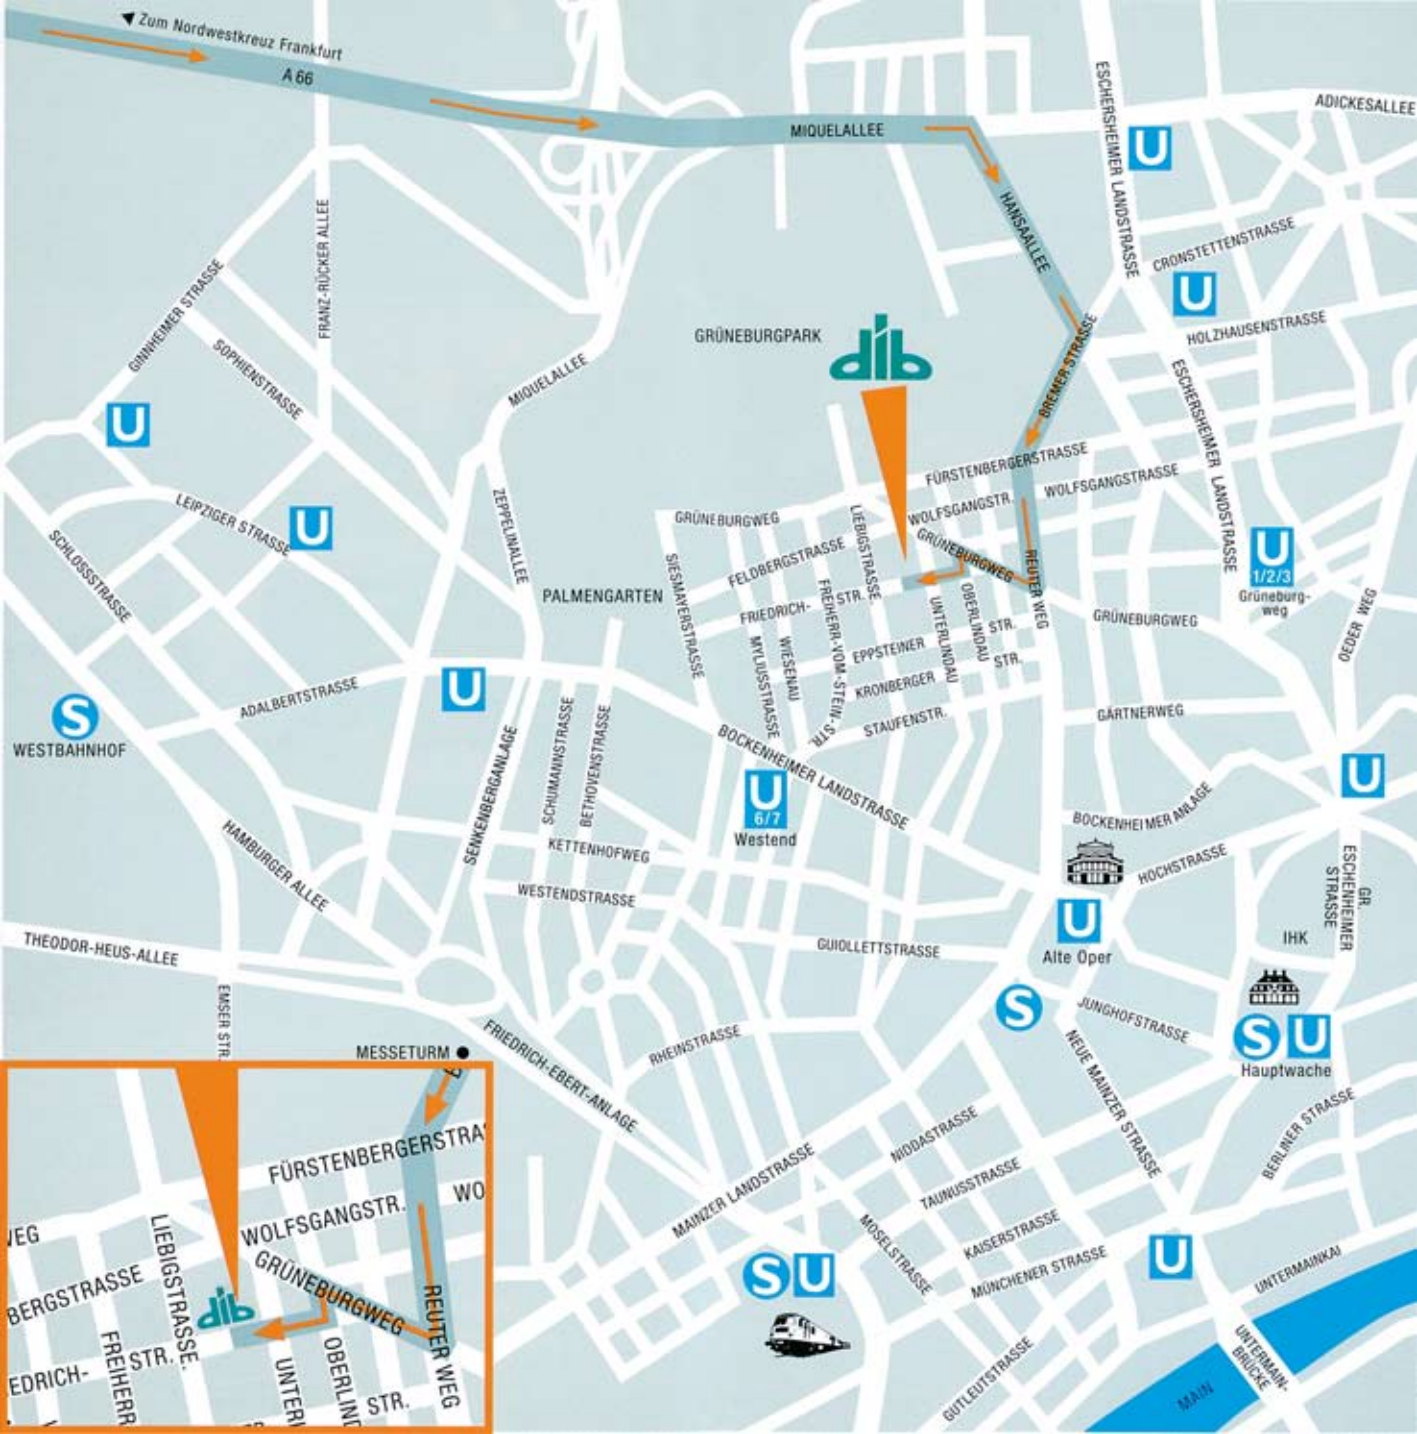 Zum Nordwestkreuz Frankfurt
A 66
MIQUELALLEE
ADICKESALLEE
ESCHERSHEIMER LANDSTRASSE
U
HANSAALLEE
CRONSTETTENSTRASSE
U
HOLZHAUSENSTRASSE
FRANZ-RÜCKER ALLEE
GINNHEIMER STRASSE
SOPHIENSTRASSE
MIQUELALLEE
GRÜNEBURGPARK
dib
BREMER STRASSE
ESCHERSHEIMER LANDSTRASSE
U
LEIPZIGER STRASSE
U
SCHLOSSSTRASSE
ZEPPELINALLEE
FÜRSTENBERGERSTRASSE
WOLFSGANGSTR.
WOLFSGANGSTRASSE
GRÜNEBURGWEG
LIEBIGSTRASSE.
GRÜNEBURGWEG
FELDBERGSTRASSE
SIESMAYERSTRASSE
PALMENGARTEN
FRIEDRICH-
STR.
FREIHERR-VOM-STEIN-STR.
REUTER WEG
UNTERLINDAU
OBERLINDAU
STR.
STR.
GRÜNEBURGWEG
U
1/2/3
Grüneburg-
weg
OEDER WEG
MYLIUSSTRASSE
WIESENAU
EPPSTEINER
KRONBERGER
STAUFENSTR.
GÄRTNERWEG
ADALBERTSTRASSE
U
S
WESTBAHNHOF
SENKENBERGANLAGE
SCHUMANNSTRASSE
BETHOVENSTRASSE
BOCKENHEIMER LANDSTRASSE
U
6/7
Westend
U
BOCKENHEIMER ANLAGE
HOCHSTRASSE
KETTENHOFWEG
WESTENDSTRASSE
HAMBURGER ALLEE
THEODOR-HEUS-ALLEE
EMSER STR.
GUIOLLETTSTRASSE
U
Alte Oper
GR.
ESCHENHEIMER
STRASSE
IHK
S
JUNGHOFSTRASSE
S U
Hauptwache
MESSETURM
FRIEDRICH-EBERT-ANLAGE
RHEINSTRASSE
NEUE MAINZER STRASSE
BERLINER STRASSE
MAINZER LANDSTRASSE
NIDDASTRASSE
TAUNUSSTRASSE
KAISERSTRASSE
MÜNCHENER STRASSE
MOSELSTRASSE
S U
U
UNTERMAINKAI
UNTERMAIN-
BRÜCKE
MAIN
GUTLEUTSTRASSE
FÜRSTENBERGERSTRA
WOLFSGANGSTR.
WO
WEG
LIEBIGSTRASSE.
GRÜNEBURGWEG
BERGSTRASSE
dib
REUTER WEG
EDRICH-
STR.
FREIHERR
UNTERI
OBERLIND
STR.